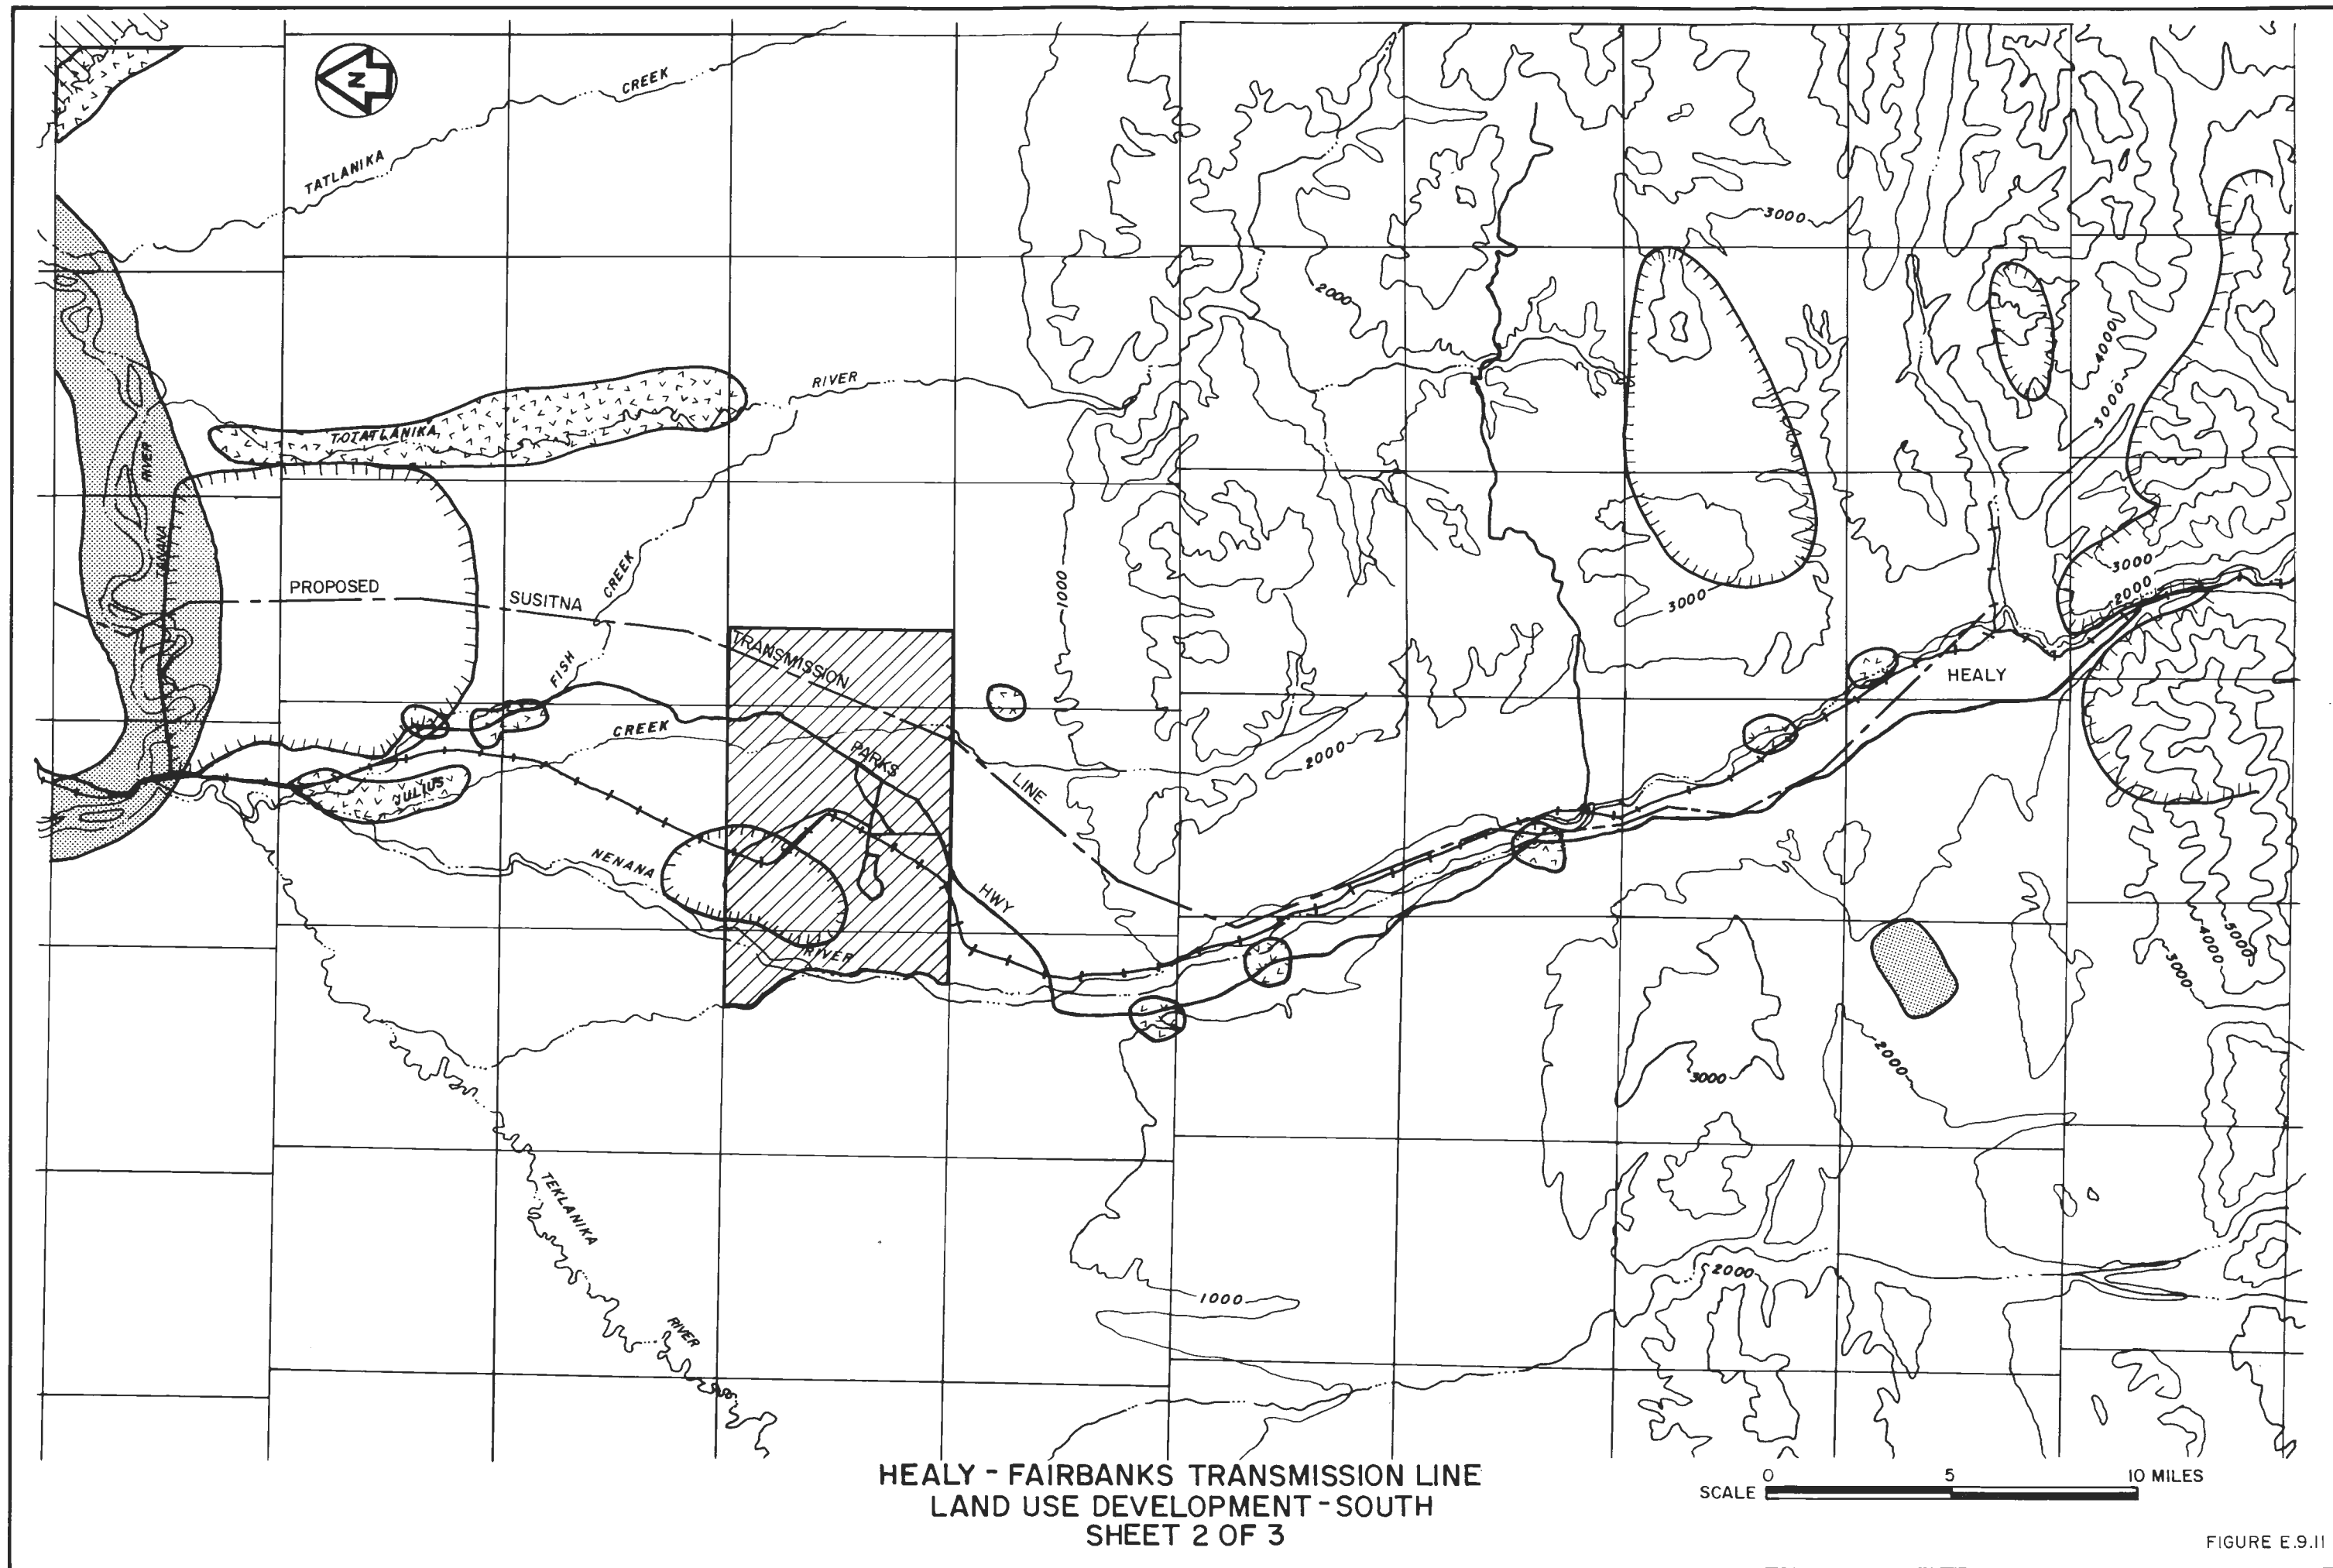 N
CREEK
TATLANIKA
3000
2000
4000
3000
RIVER
TOTATLANIKA
RIVER
TANANA
PROPOSED
SUSITNA
CREEK
FISH
1000
3000
3000
2000
TRANSMISSION
HEALY
CREEK
PARKS
LINE
2000
JULIUS
NENANA
HWY
RIVER
5000
4000
3000
2000
3000
TEKLANIKA
RIVER
2000
1000
HEALY - FAIRBANKS TRANSMISSION LINE
LAND USE DEVELOPMENT - SOUTH
SHEET 2 OF 3
SCALE 0 5 10 MILES
FIGURE E.9.11